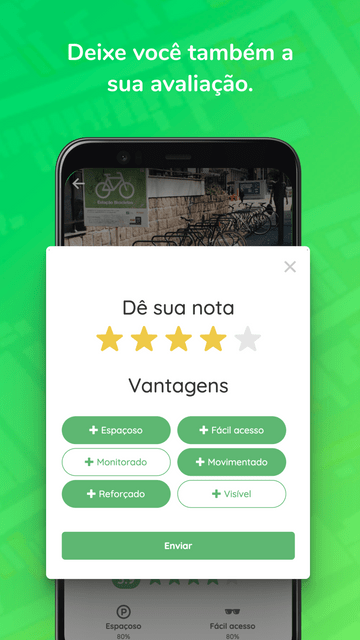 Deixe você também a
sua avaliação.
Dê sua nota
Vantagens
+ Espaçoso
+ Fácil acesso
+ Monitorado
+ Movimentado
+ Reforçado
+ Visível
Enviar
Espaçoso
Fácil acesso
80%
80%